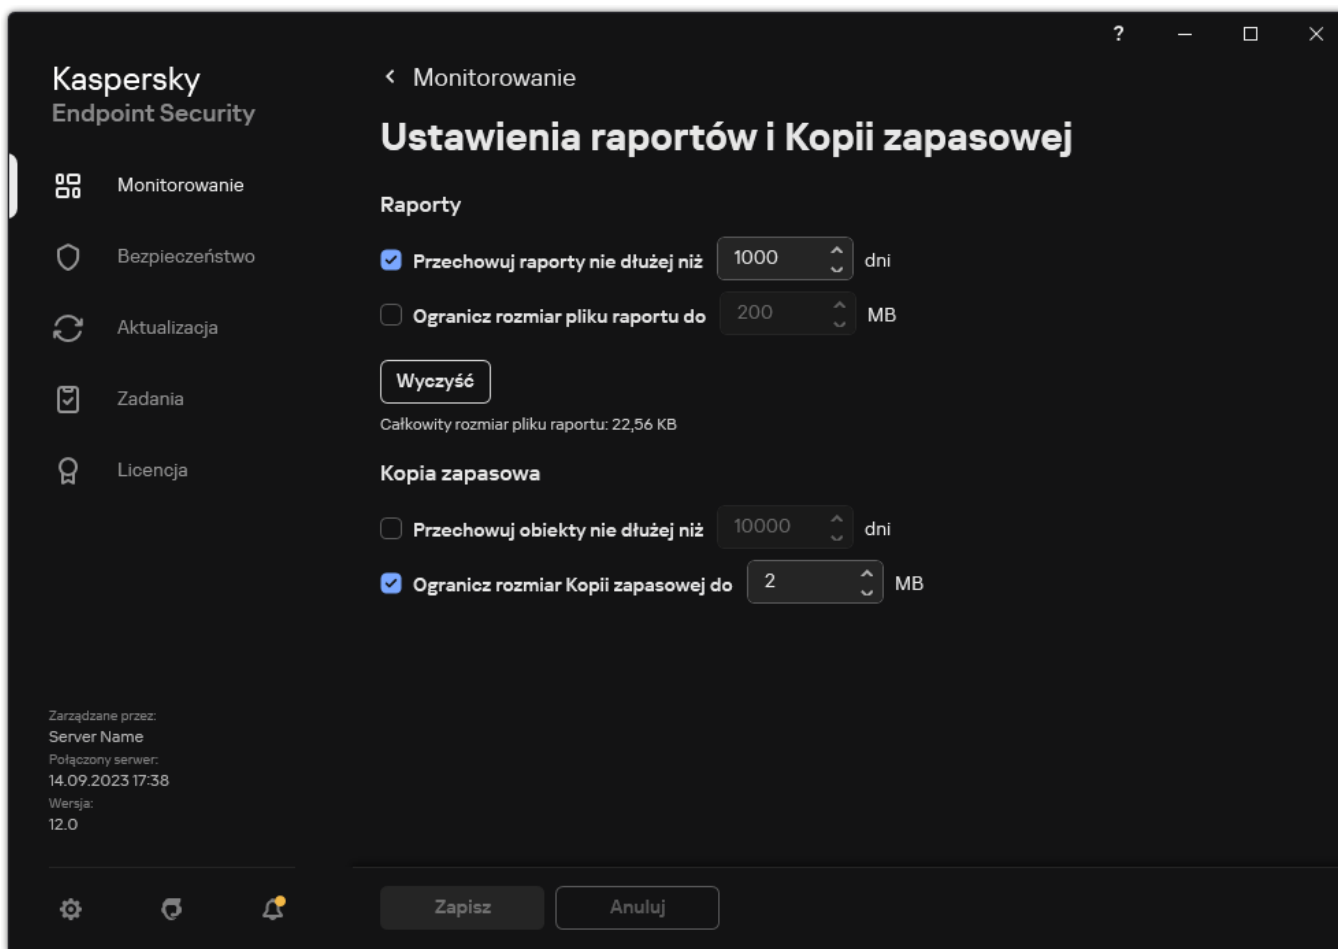 ?
Kaspersky
Endpoint Security
Monitorowanie
Bezpieczeństwo
Aktualizacja
Zadania
Licencja
Zarządzane przez:
Server Name
Połączony serwer:
14.09.2023 17:38
Wersja:
12.0
Monitorowanie
Ustawienia raportów i Kopii zapasowej
Raporty
Przechowuj raporty nie dłużej niż 1000 dni
Ogranicz rozmiar pliku raportu do 200 MB
Wyczyść
Całkowity rozmiar pliku raportu: 22,56 KB
Kopia zapasowa
Przechowuj obiekty nie dłużej niż 10000 dni
Ogranicz rozmiar Kopii zapasowej do 2 MB
Zapisz Anuluj